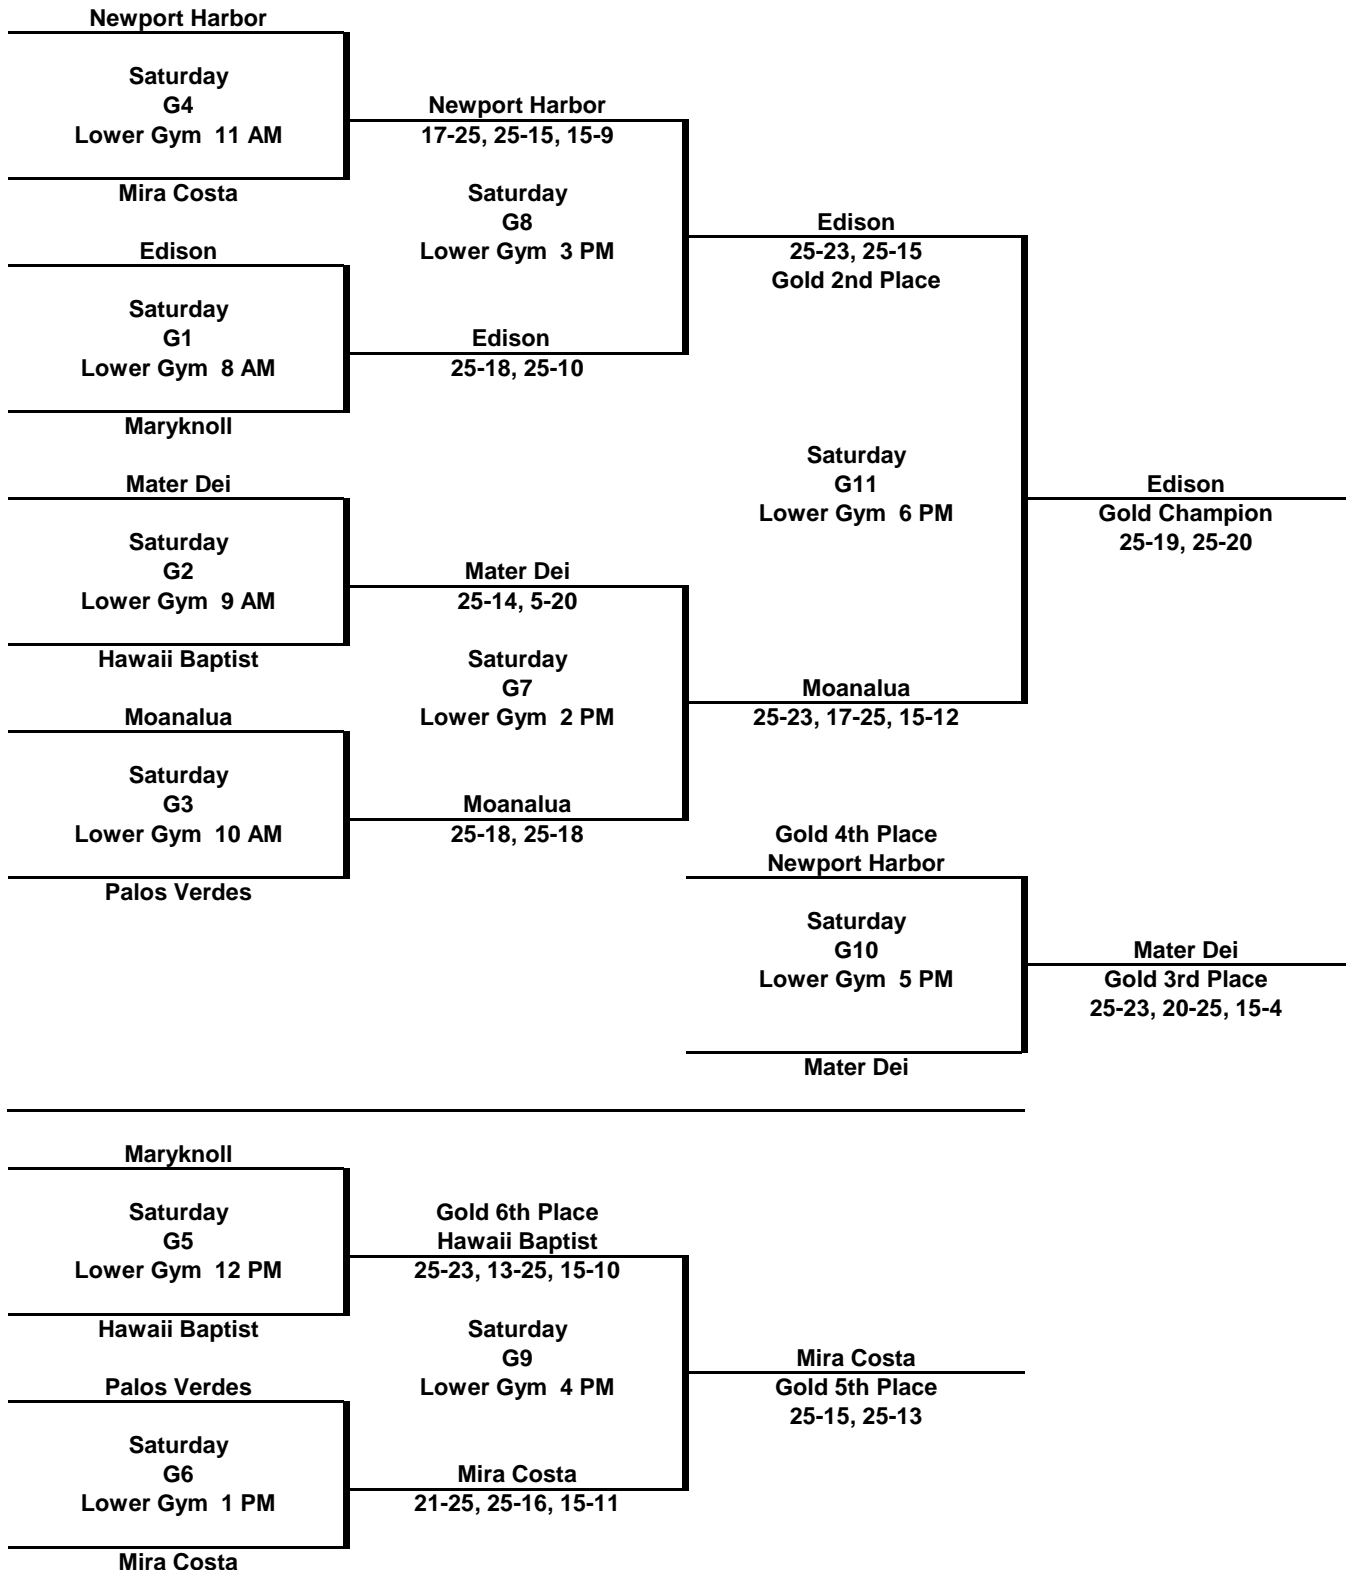 Newport Harbor
Saturday
G4
Lower Gym  11 AM
Mira Costa
Newport Harbor
17-25, 25-15, 15-9
Saturday
G8
Lower Gym  3 PM
Edison
Saturday
G1
Lower Gym  8 AM
Maryknoll
Edison
25-18, 25-10
Edison
25-23, 25-15
Gold 2nd Place
Saturday
G11
Lower Gym  6 PM
Edison
Gold Champion
25-19, 25-20
Mater Dei
Saturday
G2
Lower Gym  9 AM
Hawaii Baptist
Mater Dei
25-14, 5-20
Saturday
G7
Lower Gym  2 PM
Moanalua
25-23, 17-25, 15-12
Moanalua
Saturday
G3
Lower Gym  10 AM
Palos Verdes
Moanalua
25-18, 25-18
Gold 4th Place
Newport Harbor
Saturday
G10
Lower Gym  5 PM
Mater Dei
Mater Dei
Gold 3rd Place
25-23, 20-25, 15-4
Maryknoll
Saturday
G5
Lower Gym  12 PM
Hawaii Baptist
Gold 6th Place
Hawaii Baptist
25-23, 13-25, 15-10
Saturday
G9
Lower Gym  4 PM
Mira Costa
Gold 5th Place
25-15, 25-13
Palos Verdes
Saturday
G6
Lower Gym  1 PM
Mira Costa
Mira Costa
21-25, 25-16, 15-11